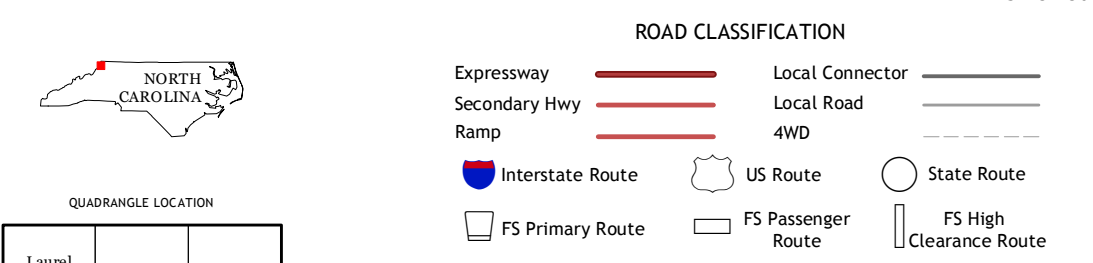 ROAD CLASSIFICATION
NORTH
CAROLINA
Expressway
Local Connector
Secondary Hwy
Local Road
Ramp
4WD
Interstate Route
US Route
State Route
QUADRANGLE LOCATION
FS Primary Route
FS Passenger
Route
FS High
Clearance Route
Laurel